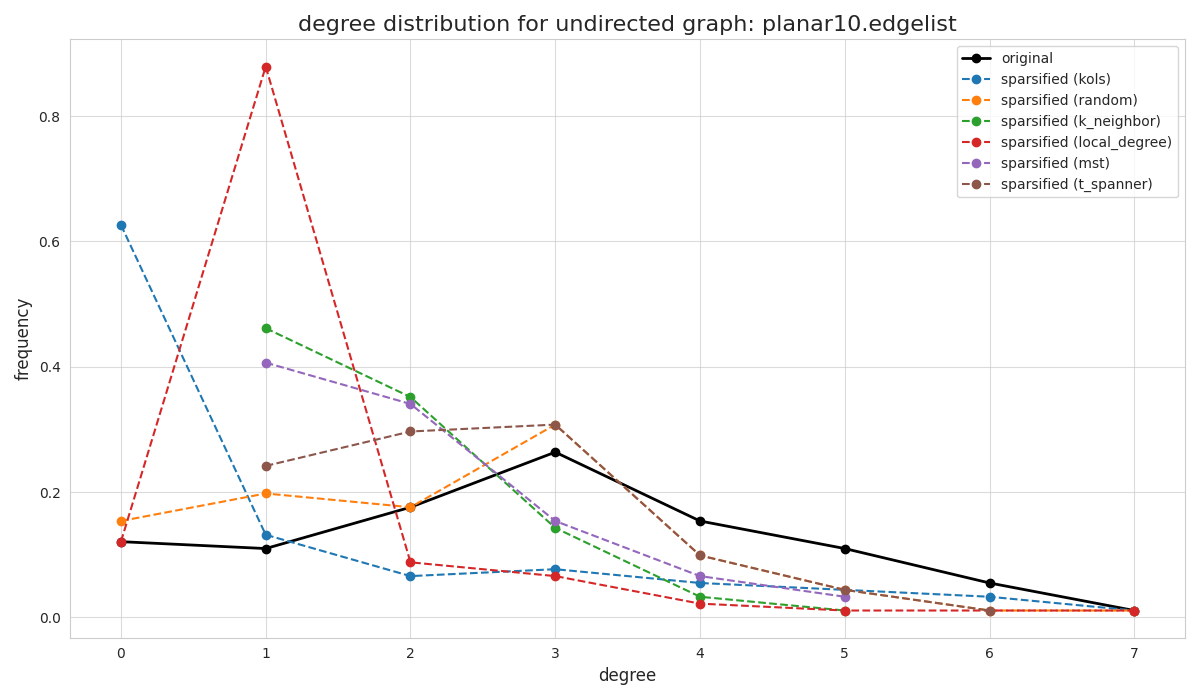 degree distribution for undirected graph: planar10.edgelist
original
sparsified (kols)
sparsified (random)
sparsified (k_neighbor)
sparsified (local_degree)
sparsified (mst)
sparsified (t_spanner)
frequency
0.8
0.6
0.4
0.2
0.0
0 1 2 3 4 5 6 7
degree